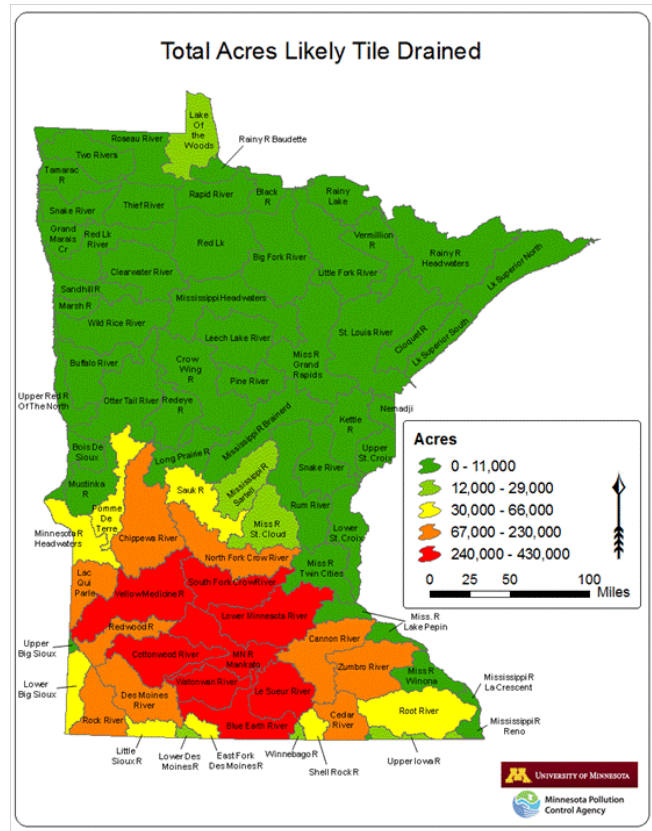 Total Acres Likely Tile Drained
Lake
Of
the
Woods
Roseau River
Rainy R Baudette
Two Rivers
Tamarac
R
Rapid River
Black
R
Rainy
Lake
Snake River
Thief River
Grand
Marais
Cr
Red Lk
River
Red Lk
Vermillion
R
Big Fork River
Rainy R
Headwaters
Lk Superior North
Clearwater River
Little Fork River
Sandhill R
Marsh R
Mississippi Headwaters
Wild Rice River
Leech Lake River
St. Louis River
Cloquet R
Lk Superior South
Buffalo River
Crow
Wing
R
Miss R
Grand
Rapids
Pine River
Upper Red R
Of The North
Otter Tail River
Redeye
R
Mississippi R Brainerd
Kettle
R
Nemadji
Bois De
Sioux
Long Prairie R
Upper
St. Croix
Mustinka
R
Sauk R
Mississippi R
Sartell
Snake River
Pomme
De
Terre
Minnesota R
Headwaters
Chippewa River
Miss R
St. Cloud
Rum River
Lower
St. Croix
North Fork Crow River
Lac
Qui
Parle
Yellow Medicine R
South Fork Crow River
Miss R
Twin Cities
Lower Minnesota River
Miss. R
Lake Pepin
Redwood R
Cannon River
Upper
Big Sioux
Cottonwood River
MN R
Mankato
Zumbro River
Miss R
Winona
Lower
Big Sioux
Watonwan River
Le Sueur River
Mississippi R
La Crescent
Des Moines
River
Root River
Rock River
Blue Earth River
Cedar
River
Mississippi R
Reno
Little
Sioux R
Lower Des
Moines R
East Fork
Des Moines R
Winnebago R
Shell Rock R
Upper Iowa R
Acres
0 - 11,000
12,000 - 29,000
30,000 - 66,000
67,000 - 230,000
240,000 - 430,000
0 25 50 100
Miles
M UNIVERSITY OF MINNESOTA
Minnesota Pollution
Control Agency